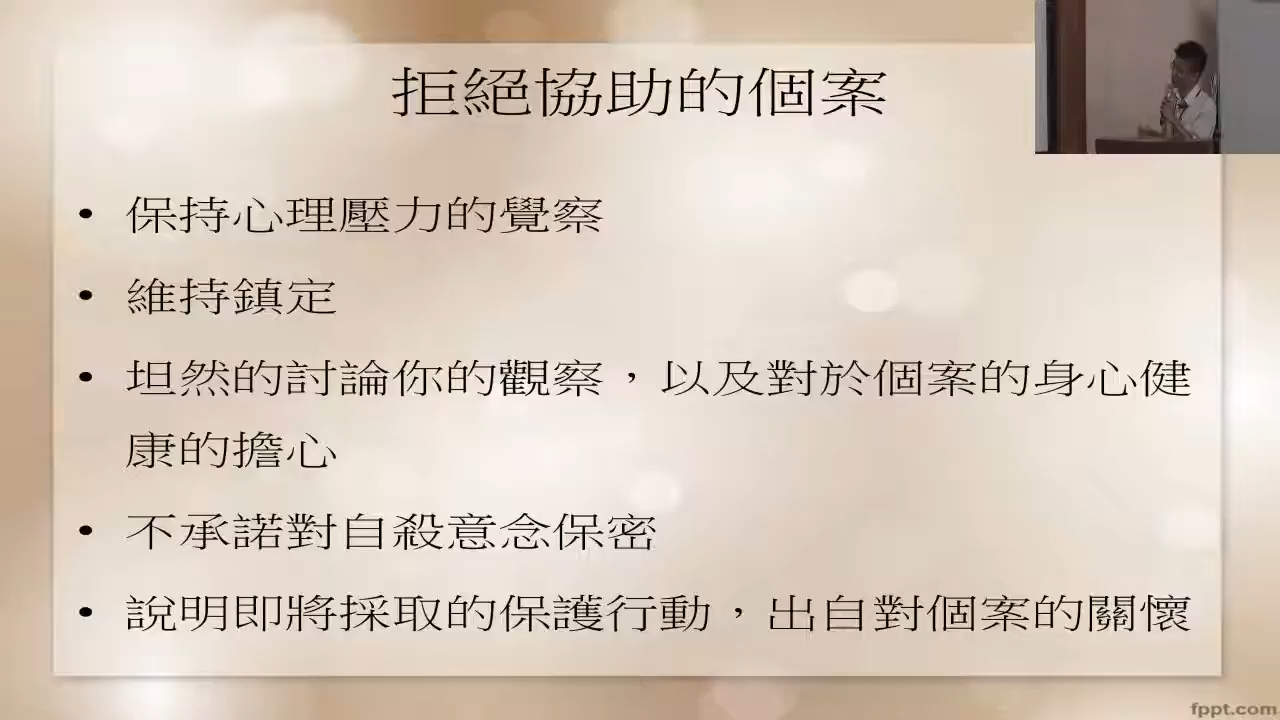 拒絕協助的個案
• 保持心理壓力的覺察
• 維持鎮定
• 坦然的討論你的觀察，以及對於個案的身心健
康的擔心
• 不承諾對自殺意念保密
• 說明即將採取的保護行動，出自對個案的關懷
fppt.com